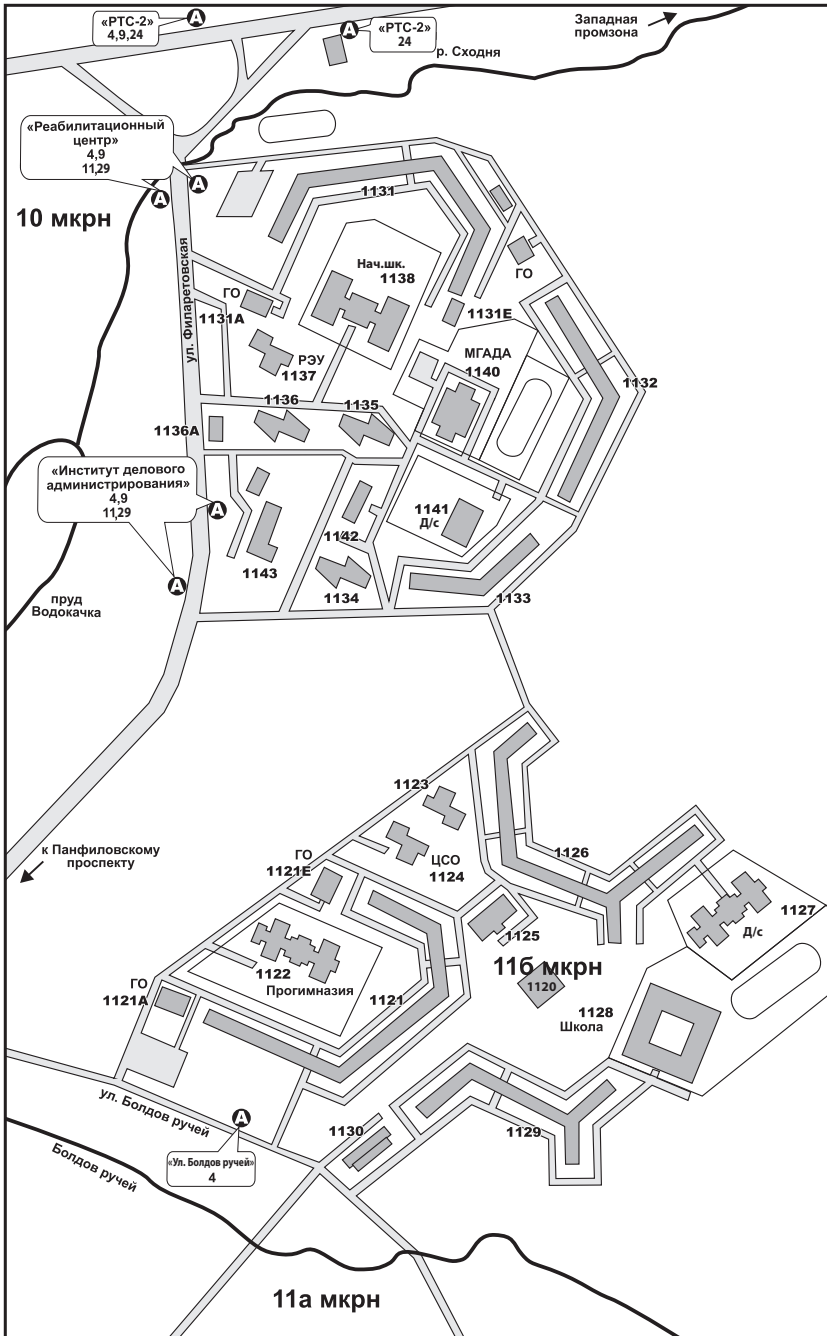 «РТС-2»
4,9,24
«РТС-2»
24
Западная
промзона
р. Сходня
«Реабилитационный
центр»
4,9
11,29
10 мкрн
ул. Филаретовская
1131
Нач.шк.
1138
ГО
ГО
1131А
1131Е
РЭУ
1137
МГАДА
1140
1132
1136
1135
1136А
«Институт делового
администрирования»
4,9
11,29
1141
Д/с
1142
1143
1134
1133
пруд
Водокачка
1123
к Панфиловскому
проспекту
ГО
1121Е
ЦСО
1124
1126
1127
Д/с
1125
11б мкрн
1120
1122
Прогимназия
1121
ГО
1121А
1128
Школа
ул. Болдов ручей
1130
1129
«Ул. Болдов ручей»
4
Болдов ручей
11а мкрн
А
А
А
А
А
А
А